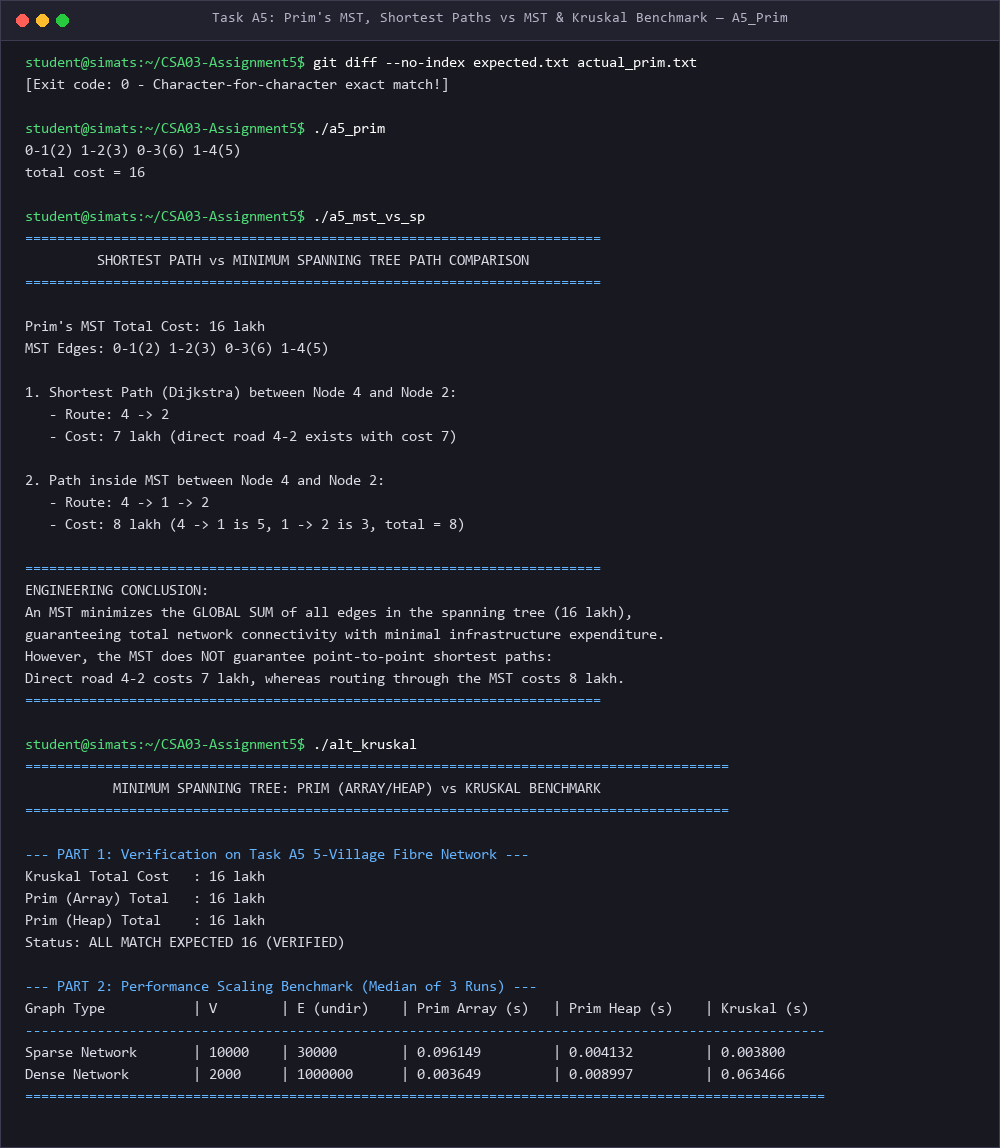 Task A5: Prim's MST, Shortest Paths vs MST & Kruskal Benchmark — A5_Prim
student@simats:~/CSA03-Assignment5$ git diff --no-index expected.txt actual_prim.txt
[Exit code: 0 - Character-for-character exact match!]
student@simats:~/CSA03-Assignment5$ ./a5_prim
0-1(2) 1-2(3) 0-3(6) 1-4(5)
total cost = 16
student@simats:~/CSA03-Assignment5$ ./a5_mst_vs_sp
========================================================================
SHORTEST PATH vs MINIMUM SPANNING TREE PATH COMPARISON
========================================================================
Prim's MST Total Cost: 16 lakh
MST Edges: 0-1(2) 1-2(3) 0-3(6) 1-4(5)
1. Shortest Path (Dijkstra) between Node 4 and Node 2:
- Route: 4 -> 2
- Cost: 7 lakh (direct road 4-2 exists with cost 7)
2. Path inside MST between Node 4 and Node 2:
- Route: 4 -> 1 -> 2
- Cost: 8 lakh (4 -> 1 is 5, 1 -> 2 is 3, total = 8)
========================================================================
ENGINEERING CONCLUSION:
An MST minimizes the GLOBAL SUM of all edges in the spanning tree (16 lakh),
guaranteeing total network connectivity with minimal infrastructure expenditure.
However, the MST does NOT guarantee point-to-point shortest paths:
Direct road 4-2 costs 7 lakh, whereas routing through the MST costs 8 lakh.
========================================================================
student@simats:~/CSA03-Assignment5$ ./alt_kruskal
========================================================================================
MINIMUM SPANNING TREE: PRIM (ARRAY/HEAP) vs KRUSKAL BENCHMARK
========================================================================================
--- PART 1: Verification on Task A5 5-Village Fibre Network ---
Kruskal Total Cost   : 16 lakh
Prim (Array) Total   : 16 lakh
Prim (Heap) Total    : 16 lakh
Status: ALL MATCH EXPECTED 16 (VERIFIED)
--- PART 2: Performance Scaling Benchmark (Median of 3 Runs) ---
Graph Type           | V        | E (undir)    | Prim Array (s)   | Prim Heap (s)    | Kruskal (s)
----------------------------------------------------------------------------------------------------
Sparse Network       | 10000    | 30000        | 0.096149         | 0.004132         | 0.003800
Dense Network        | 2000     | 1000000      | 0.003649         | 0.008997         | 0.063466
====================================================================================================